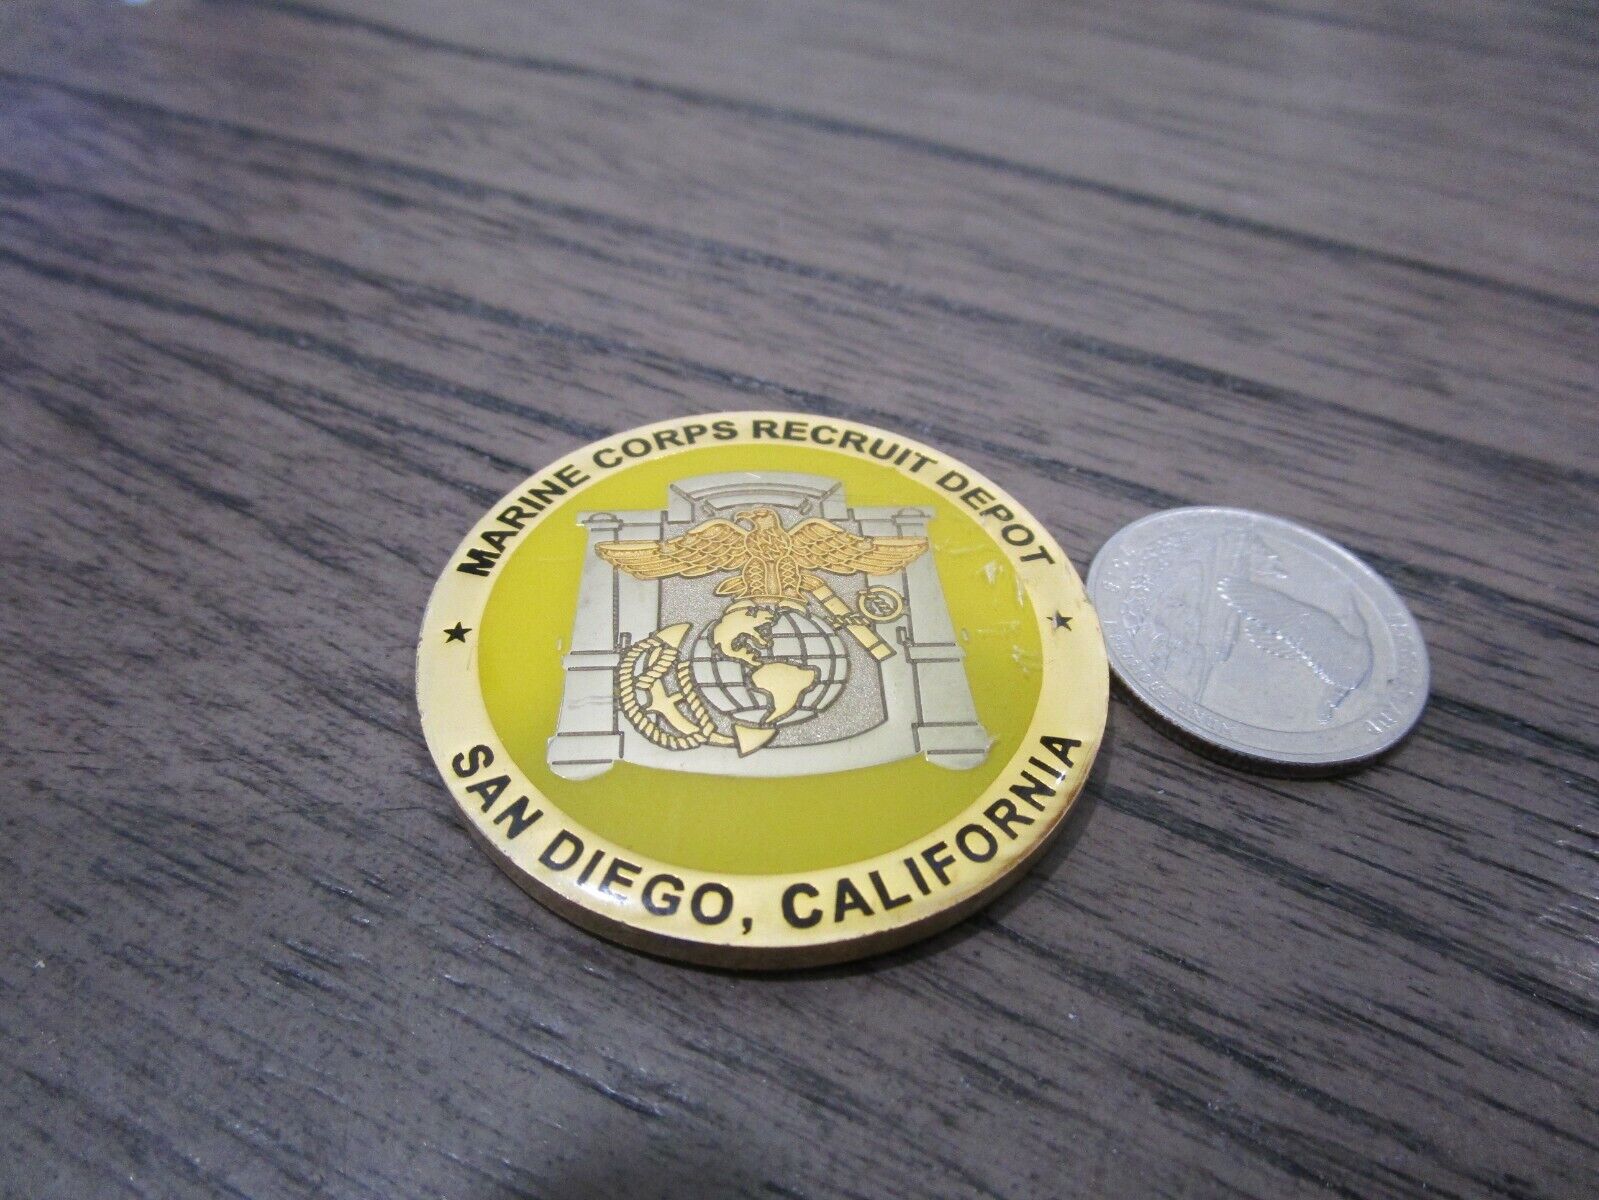 MARINE CORPS RECRUIT DEPOT
SAN DIEGO, CALIFORNIA